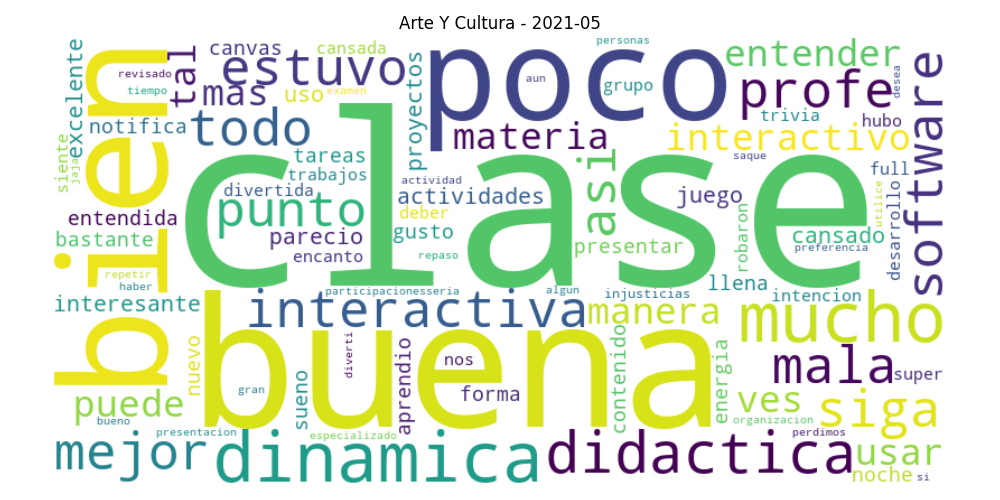 Arte Y Cultura - 2021-05
personas
canvas
cansada
excelente
revisado
tal
estuvo
poco
entender
tiempo
mas
uso
examen
proyectos
aun
grupo
profe
desea
software
bien
notifica
todo
materia
trivia
hubo
interactivo
siente
jaja
tareas
trabajos
clase
asi
saque
full
divertida
actividad
actividades
juego
entendida
punto
deber
gusto
robaron
cansado
desarrollo
utilice
bastante
parecio
encanto
repaso
presentar
preferencia
repetir
haber
participacionesseria
algun
injusticias
llena
intencion
interesante
interactiva
manera
mucho
nuevo
buena
diverti
aprendio
nos
contenido
energia
mala
super
gran
sueno
forma
puede
ves
siga
bueno
organizacion
presentacion
especializado
perdimos
mejor
dinamica
didactica
usar
noche
si